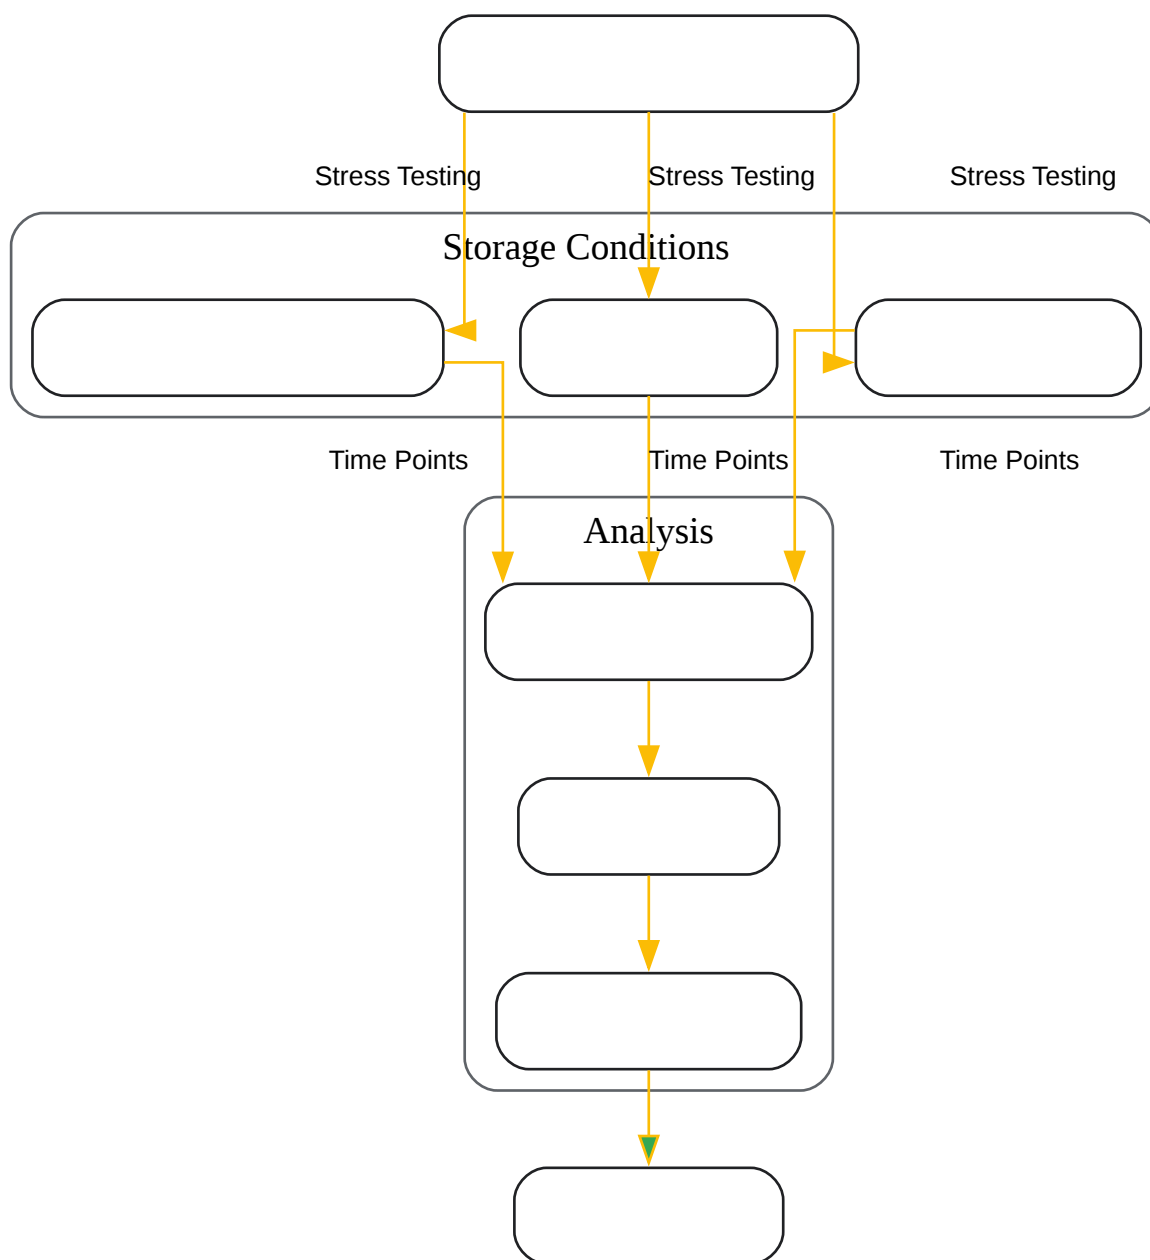 Stress Testing
Stress Testing
Stress Testing
Storage Conditions
Time Points
Time Points
Time Points
Analysis